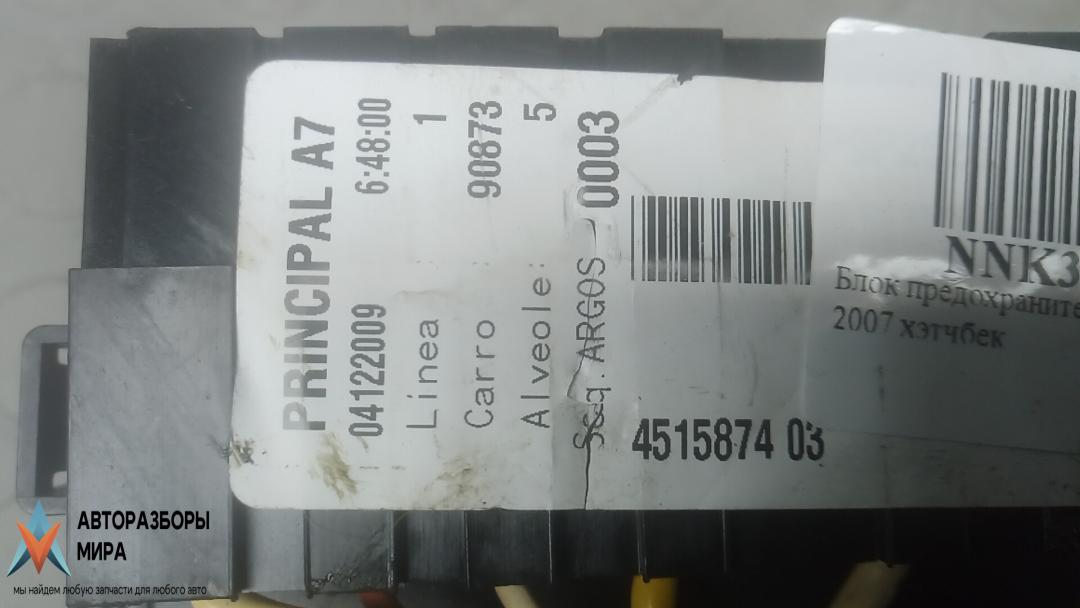 PRINCIPAL A7
04122009 6:48:00
Linea : 1
Carro : 90873
Alveole: 5
Seq. ARGOS 0003
4515874 03
NNK3
Блок предохраните
2007 хэтчбек
АВТОРАЗБОРЫ
МИРА
мы найдем любую запчасти для любого авто